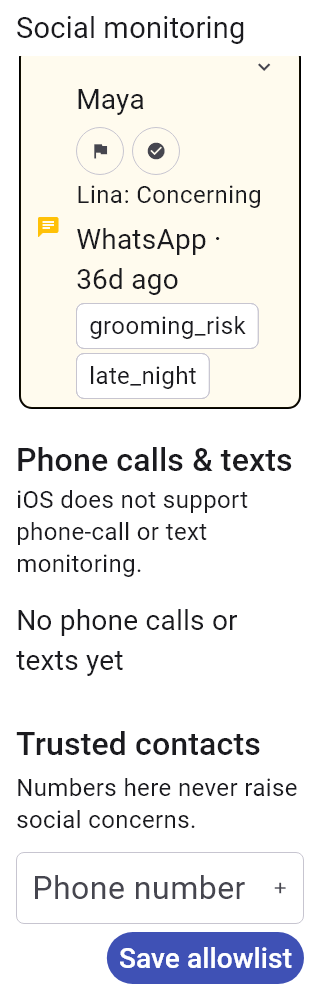 Social monitoring
Maya
Lina: Concerning
WhatsApp ·
36d ago
grooming_risk
late_night
Phone calls & texts
iOS does not support
phone-call or text
monitoring.
No phone calls or
texts yet
Trusted contacts
Numbers here never raise
social concerns.
Phone number +
Save allowlist